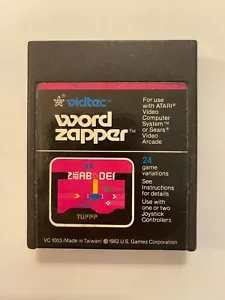 vidtec™
word
zapper™
For use
with ATARI®
Video
Computer
System™
or Sears®
Video
Arcade
24
game
variations
See
Instructions
for details
Use with
one or two
Joystick
Controllers
VC 1003 /Made in Taiwan/ © 1982 U.S. Games Corporation